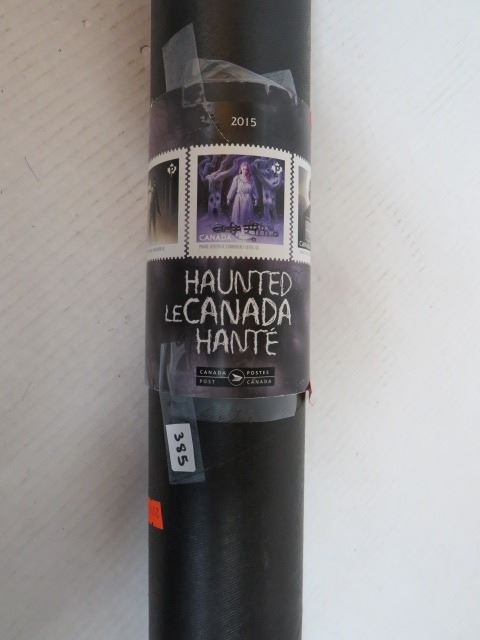 2015
P
P
CANADA
HAUNTED
LE CANADA
HANTÉ
CANADA POSTES
POST CANADA
385